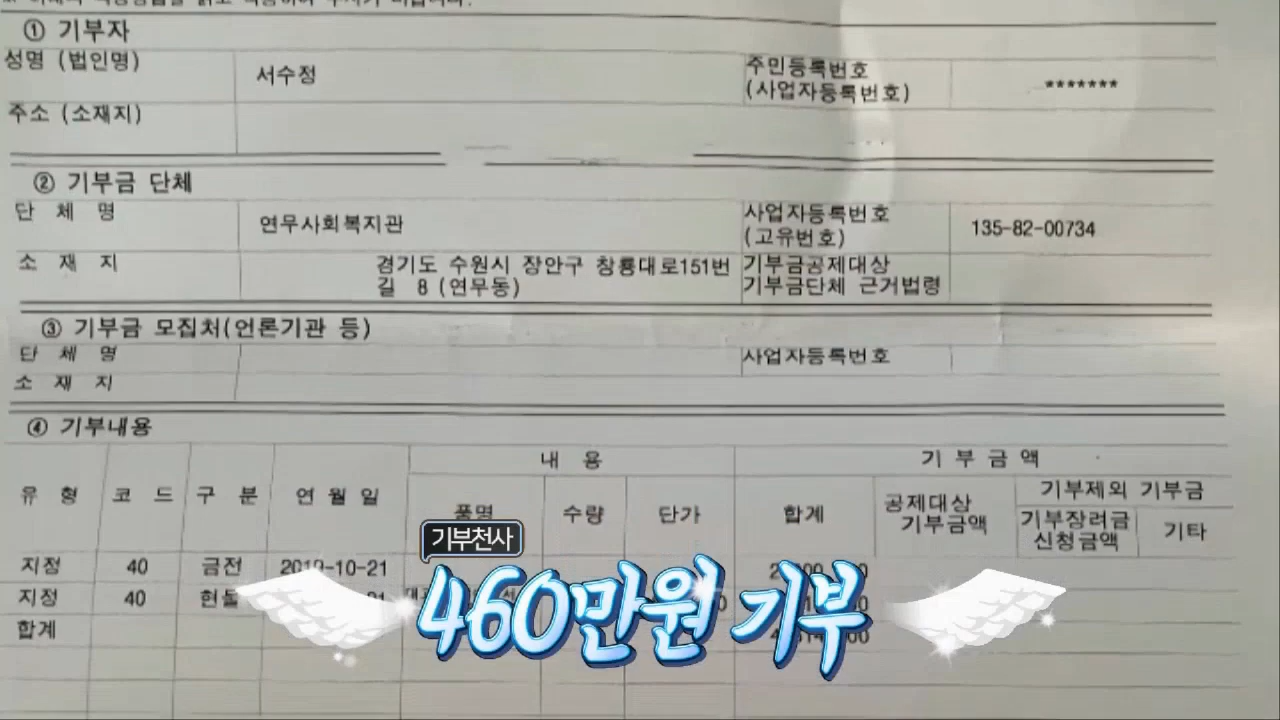 ① 기부자
성명 (법인명) 서수정 주민등록번호
(사업자등록번호) *******
주소 (소재지)
② 기부금 단체
단 체 명 연무사회복지관 사업자등록번호
(고유번호) 135-82-00734
소 재 지 경기도 수원시 장안구 창룡대로151번
길 8 (연무동) 기부금공제대상
기부금단체 근거법령
③ 기부금 모집처(언론기관 등)
단 체 명 사업자등록번호
소 재 지
④ 기부내용
내 용 기 부 금 액
유 형 코 드 구 분 연 월 일 품명 수량 단가 합계 공제대상
기부금액 기부제외 기부금
기부장려금
신청금액 기타
지정 40 금전 2019-10-21
지정 40 현물
합계
기부천사
460만원 기부